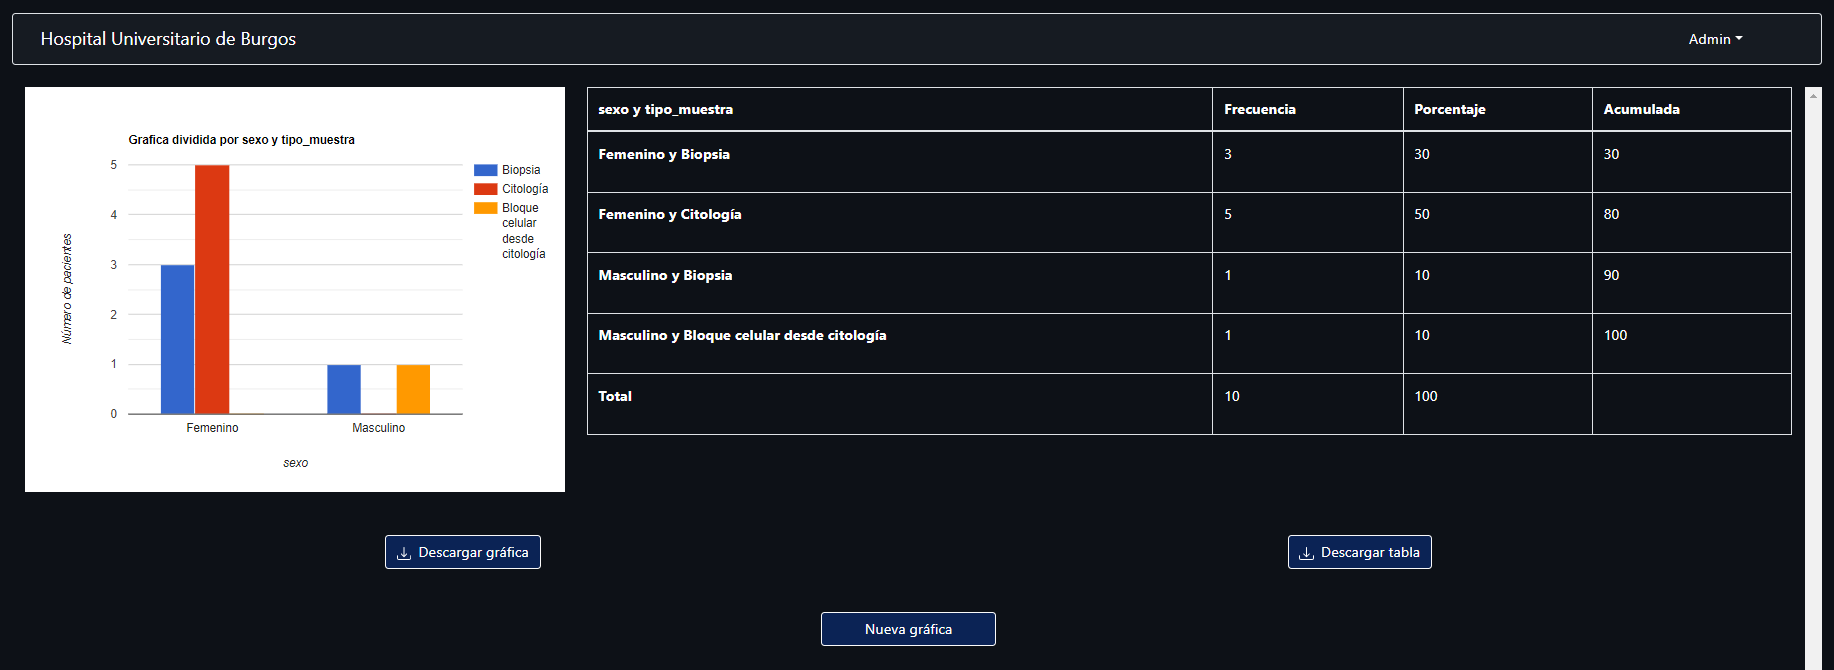 Hospital Universitario de Burgos
Admin
Grafica dividida por sexo y tipo_muestra
5
4
3
2
1
0
Número de pacientes
Femenino
Masculino
sexo
Biopsia
Citología
Bloque
celular
desde
citología
sexo y tipo_muestra Frecuencia Porcentaje Acumulada
Femenino y Biopsia 3 30 30
Femenino y Citología 5 50 80
Masculino y Biopsia 1 10 90
Masculino y Bloque celular desde citología 1 10 100
Total 10 100
Descargar gráfica
Descargar tabla
Nueva gráfica